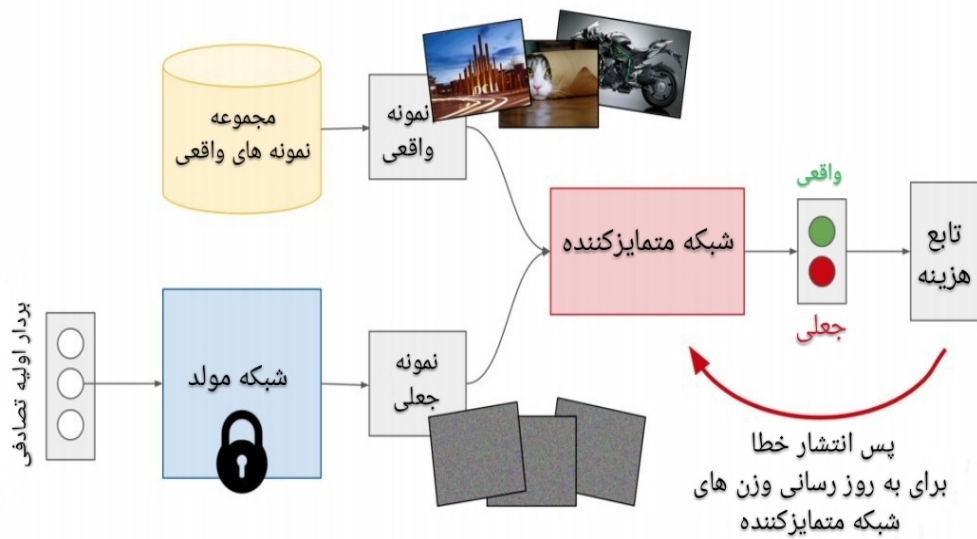 مجموعه
نمونه های واقعی
نمونه
واقعی
شبکه متمایزکننده
واقعی
جعلی
تابع
هزینه
بردار اولیه تصادفی
شبکه مولد
نمونه
جعلی
پس انتشار خطا
برای به روز رسانی وزن های
شبکه متمایزکننده